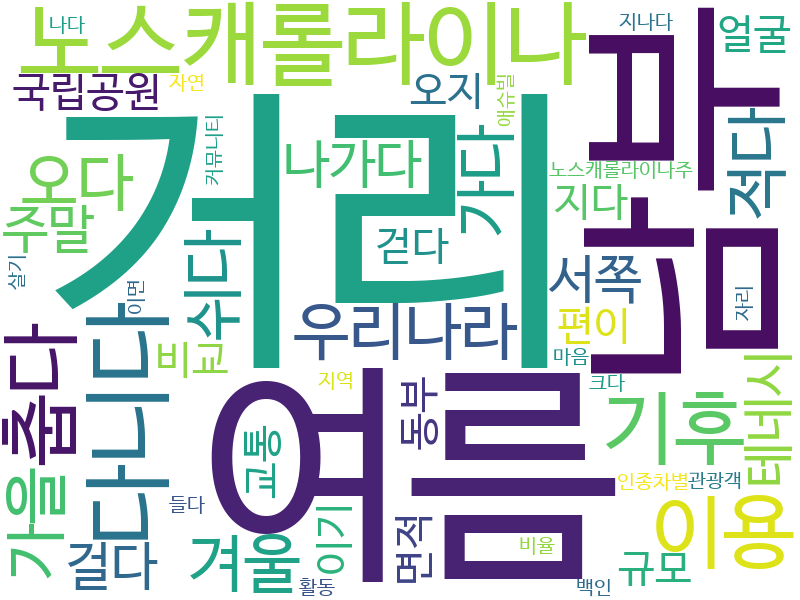 나다
노스캐롤라이나
지나다
얼굴
국립공원
자연
오지
애슈빌
커뮤니티
거리
남부
나가다
가다
노스캐롤라이나주
적다
오다
주말
지다
걷다
쉬다
서쪽
살기
이면
자리
우리나라
편이
춥다
다니다
비교
마음
테네시
지역
크다
여름
동부
기후
교통
인종차별
관광객
가을
들다
이기
면적
이용
걸다
겨울
비율
규모
활동
백인